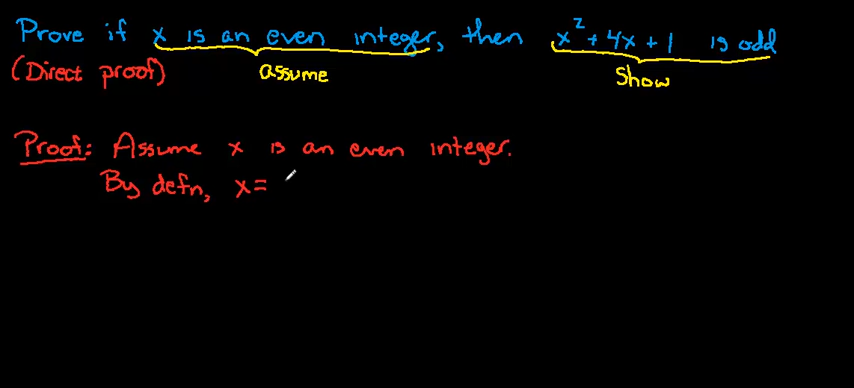 Prove if x is an even integer, then x² + 4x + 1 is odd
(Direct proof) assume show
Proof: Assume x is an even integer.
By defn, x=